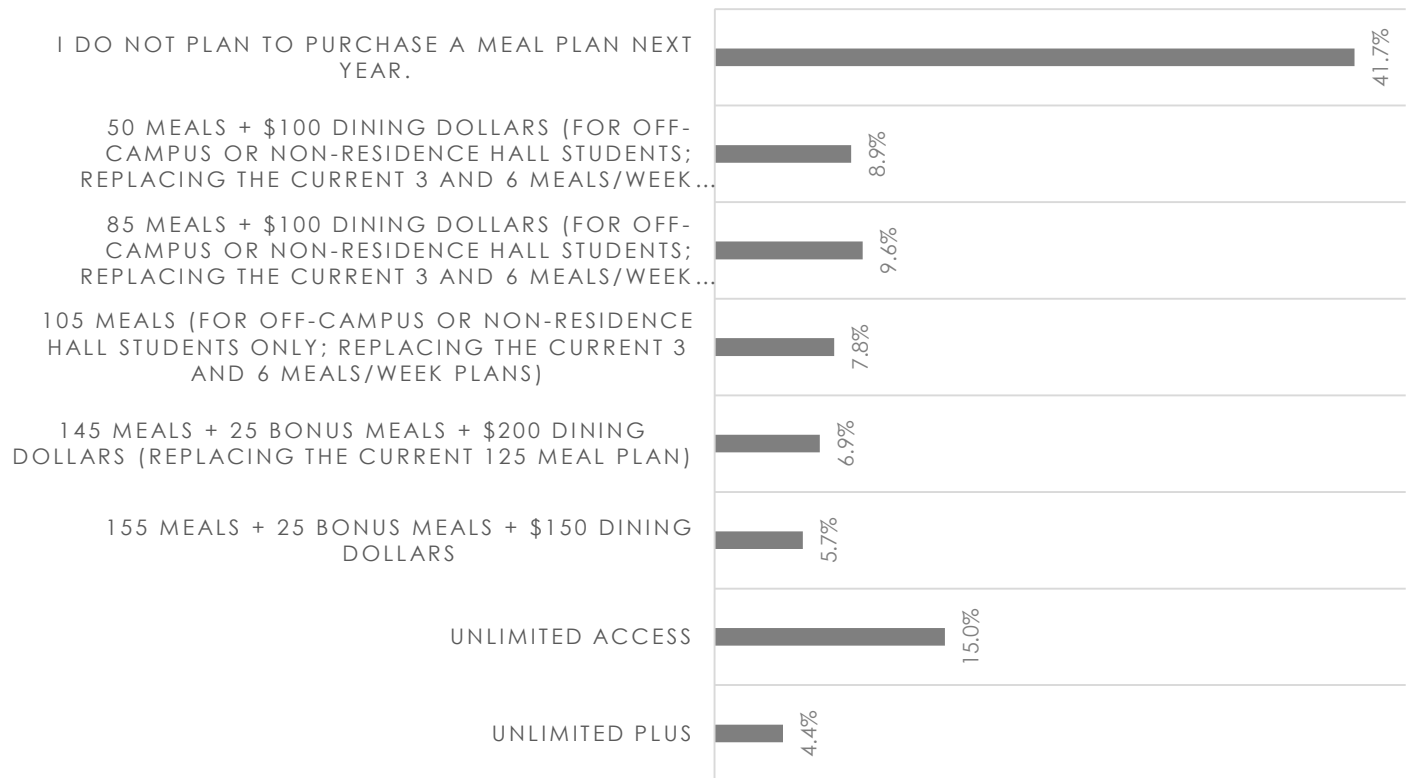 I DO NOT PLAN TO PURCHASE A MEAL PLAN NEXT
YEAR.
41.7%
50 MEALS + $100 DINING DOLLARS (FOR OFF-
CAMPUS OR NON-RESIDENCE HALL STUDENTS;
REPLACING THE CURRENT 3 AND 6 MEALS/WEEK...
8.9%
85 MEALS + $100 DINING DOLLARS (FOR OFF-
CAMPUS OR NON-RESIDENCE HALL STUDENTS;
REPLACING THE CURRENT 3 AND 6 MEALS/WEEK...
9.6%
105 MEALS (FOR OFF-CAMPUS OR NON-RESIDENCE
HALL STUDENTS ONLY; REPLACING THE CURRENT 3
AND 6 MEALS/WEEK PLANS)
7.8%
145 MEALS + 25 BONUS MEALS + $200 DINING
DOLLARS (REPLACING THE CURRENT 125 MEAL PLAN)
6.9%
155 MEALS + 25 BONUS MEALS + $150 DINING
DOLLARS
5.7%
UNLIMITED ACCESS
15.0%
UNLIMITED PLUS
4.4%